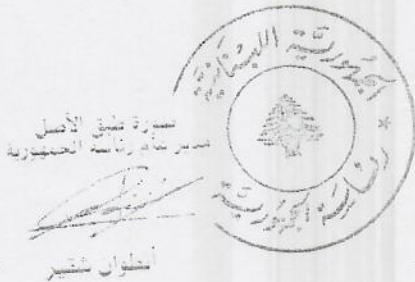 الجمهورية اللبنانية
رئاسة الجمهورية
صورة طبق الأصل
مدير عام رئاسة الجمهورية
أنطوان شقير